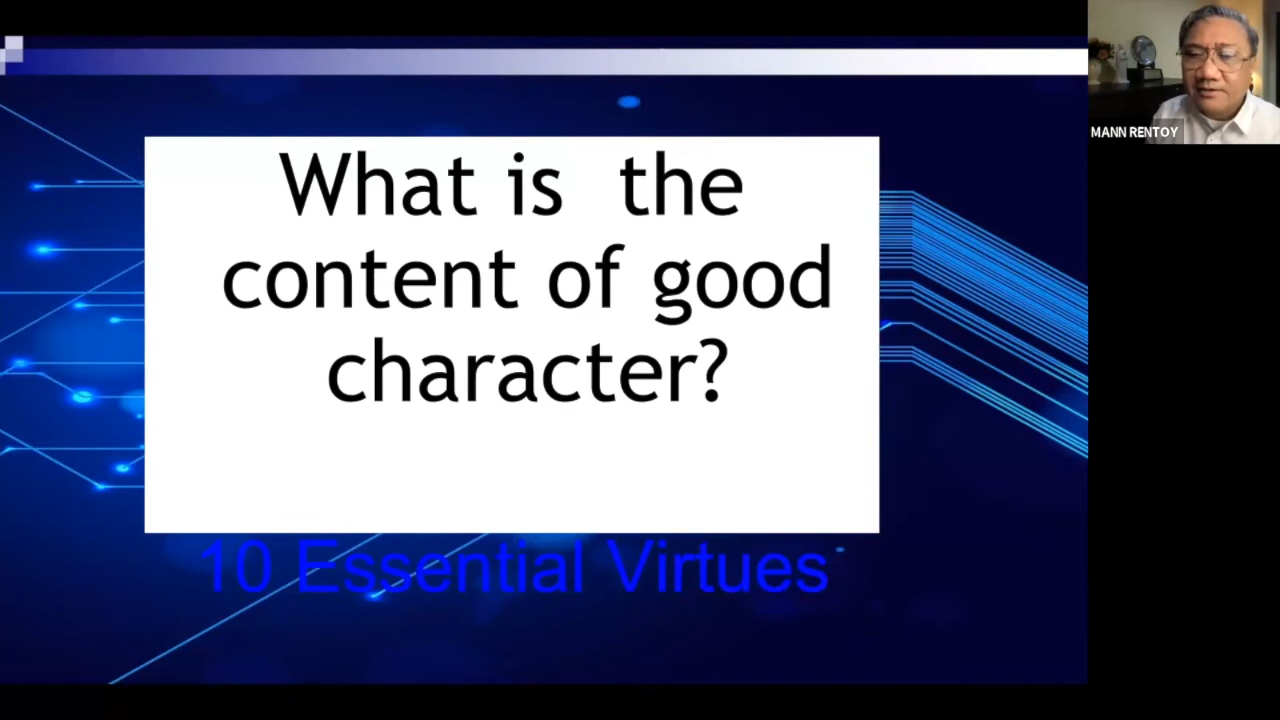 What is the
content of good
character?
10 Essential Virtues
MANN RENTOY